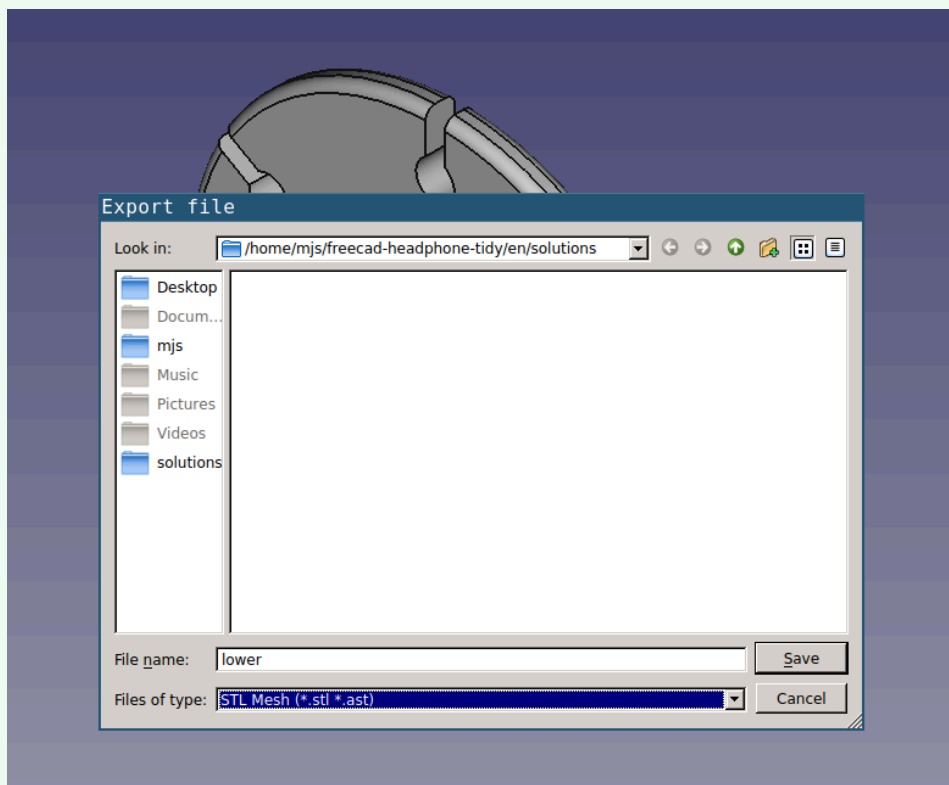 Export file
Look in: /home/mjs/freecad-headphone-tidy/en/solutions
Desktop
Docum...
mjs
Music
Pictures
Videos
solutions
File name: lower Save
Files of type: STL Mesh (*.stl *.ast) Cancel